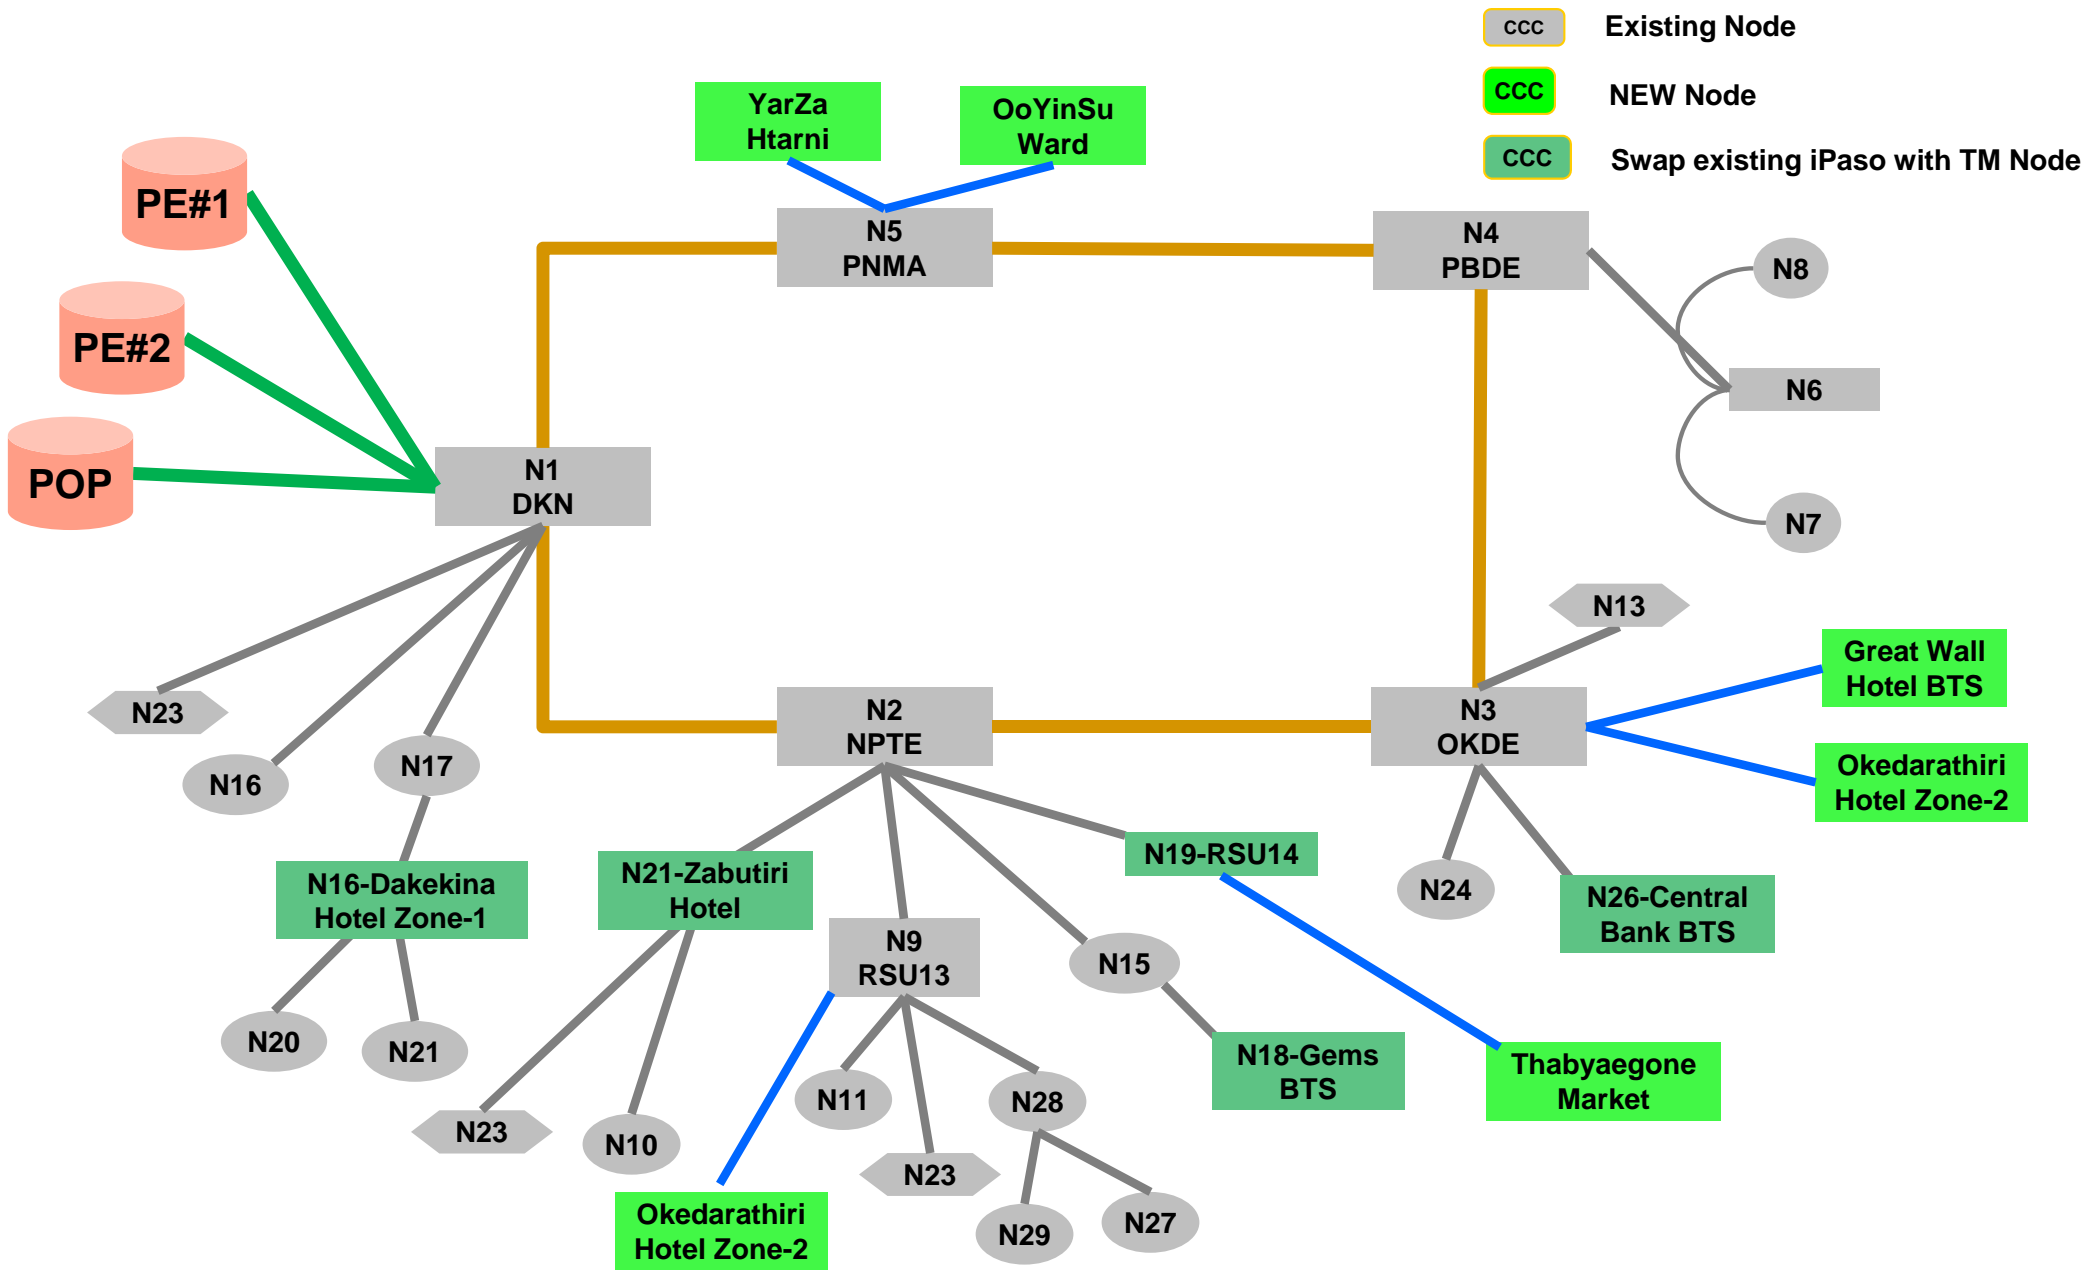 CCC
Existing Node
CCC
NEW Node
CCC
Swap existing iPaso with TM Node
YarZa
Htarni
OoYinSu
Ward
PE#1
PE#2
POP
N5
PNMA
N4
PBDE
N8
N6
N7
N1
DKN
N13
Great Wall
Hotel BTS
Okedarathiri
Hotel Zone-2
N23
N16
N17
N2
NPTE
N3
OKDE
N16-Dakekina
Hotel Zone-1
N21-Zabutiri
Hotel
N19-RSU14
N24
N26-Central
Bank BTS
N9
RSU13
N15
N20
N21
N18-Gems
BTS
Thabyaegone
Market
N23
N10
N11
N28
N23
N29
N27
Okedarathiri
Hotel Zone-2